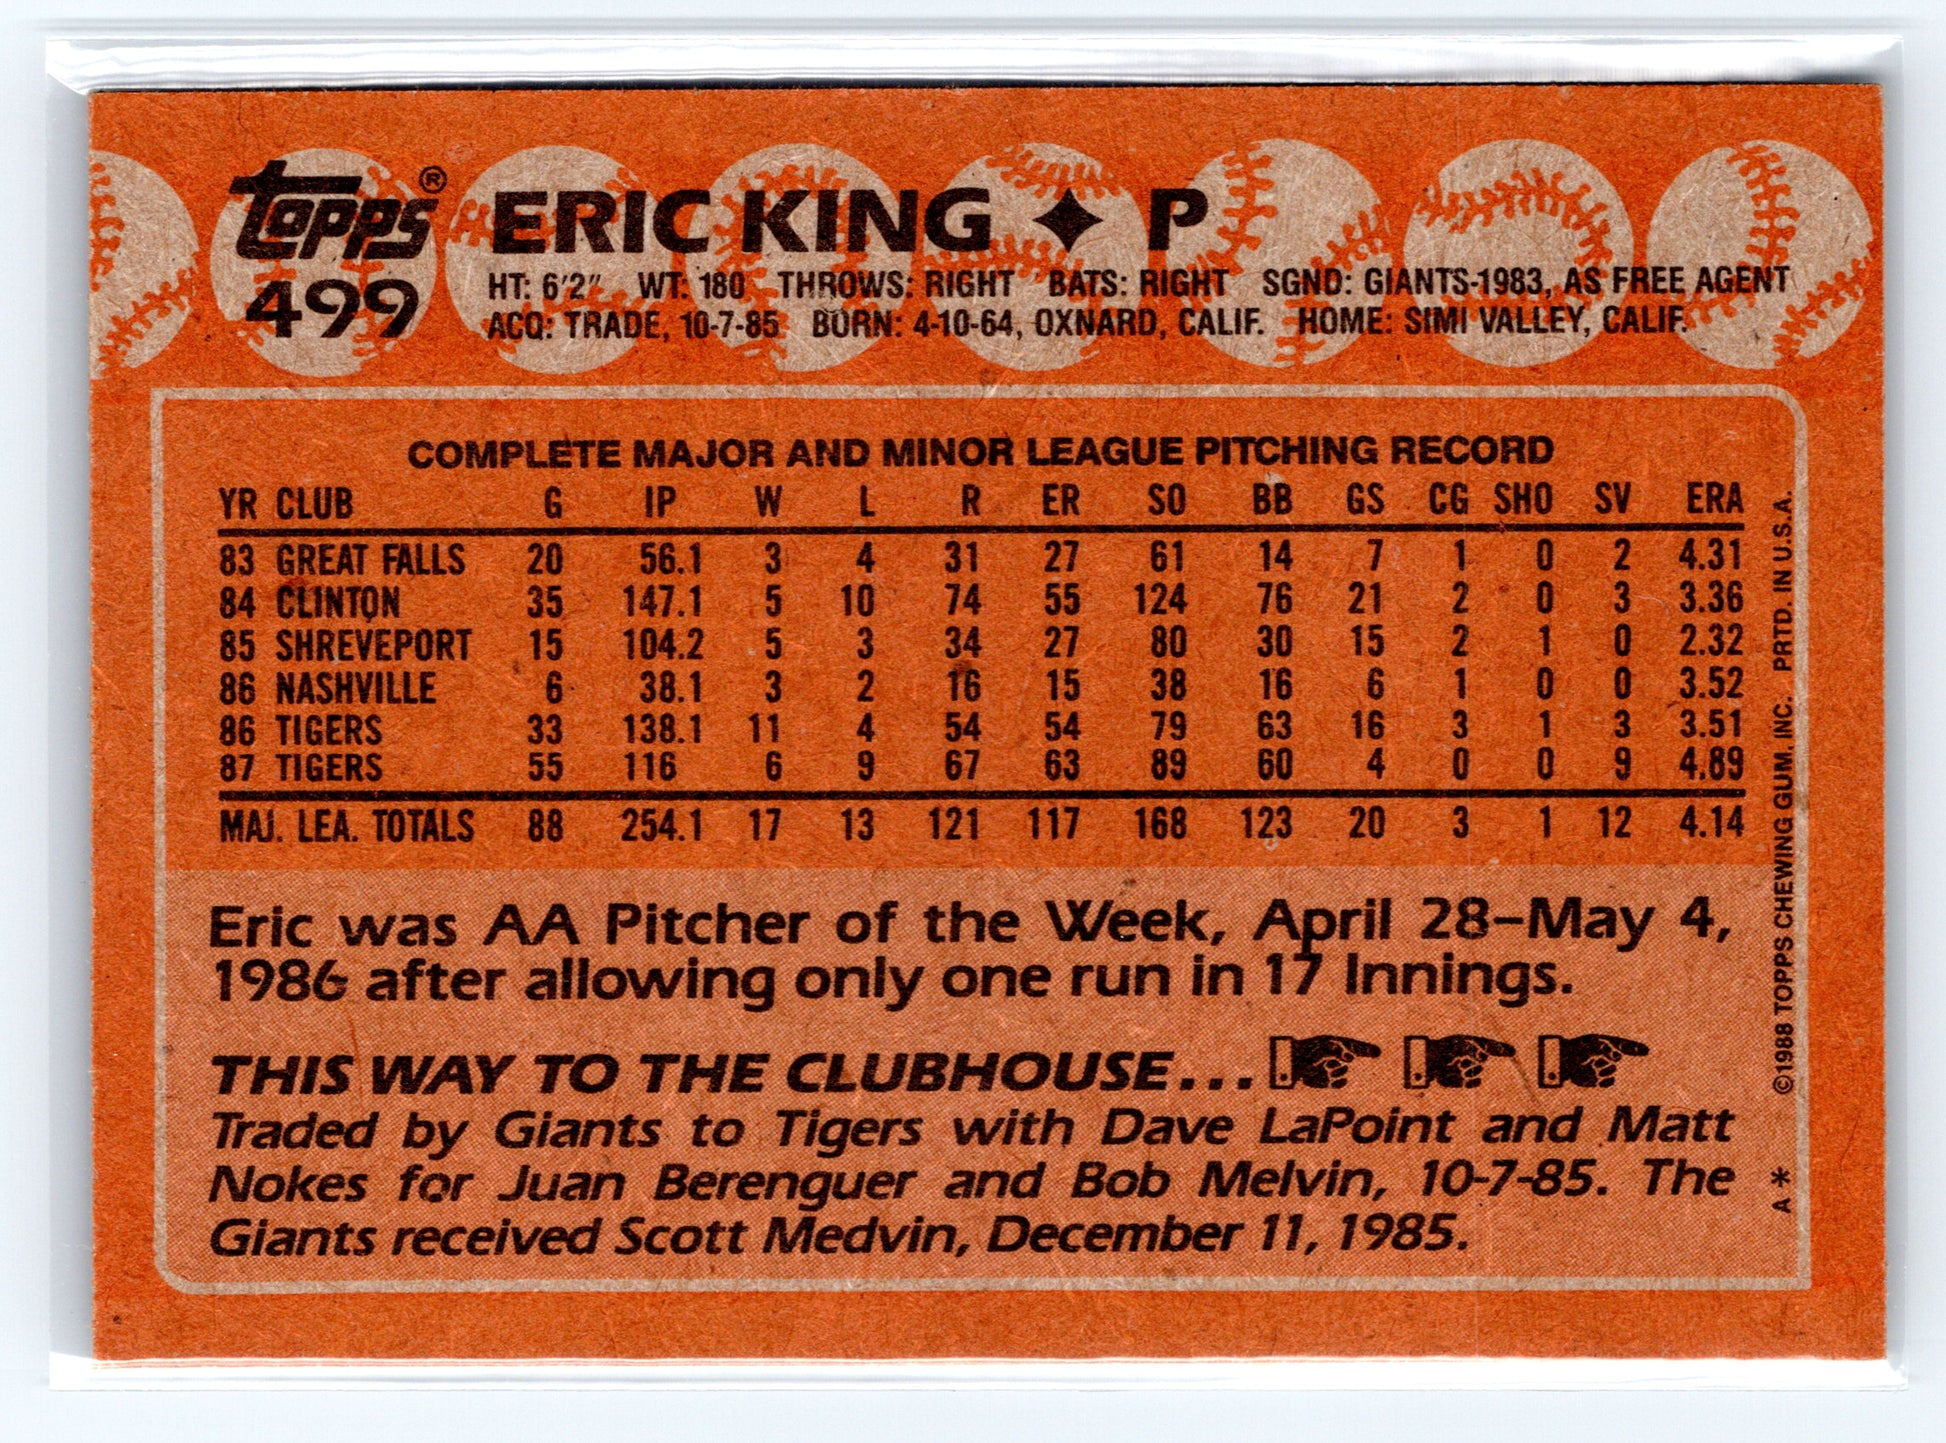 topps® ERIC KING ✦ P
499 HT: 6'2" WT: 180 THROWS: RIGHT BATS: RIGHT SGND: GIANTS-1983, AS FREE AGENT
ACQ: TRADE, 10-7-85 BORN: 4-10-64, OXNARD, CALIF. HOME: SIMI VALLEY, CALIF.
COMPLETE MAJOR AND MINOR LEAGUE PITCHING RECORD
YR CLUB G IP W L R ER SO BB GS CG SHO SV ERA
83 GREAT FALLS 20 56.1 3 4 31 27 61 14 7 1 0 2 4.31
84 CLINTON 35 147.1 5 10 74 55 124 76 21 2 0 3 3.36
85 SHREVEPORT 15 104.2 5 3 34 27 80 30 15 2 1 0 2.32
86 NASHVILLE 6 38.1 3 2 16 15 38 16 6 1 0 0 3.52
86 TIGERS 33 138.1 11 4 54 54 79 63 16 3 1 3 3.51
87 TIGERS 55 116 6 9 67 63 89 60 4 0 0 9 4.89
MAJ. LEA. TOTALS 88 254.1 17 13 121 117 168 123 20 3 1 12 4.14
Eric was AA Pitcher of the Week, April 28–May 4,
1986 after allowing only one run in 17 Innings.
THIS WAY TO THE CLUBHOUSE...
Traded by Giants to Tigers with Dave LaPoint and Matt
Nokes for Juan Berenguer and Bob Melvin, 10-7-85. The
Giants received Scott Medvin, December 11, 1985.
A* ©1988 TOPPS CHEWING GUM, INC. PRTD. IN U.S.A.